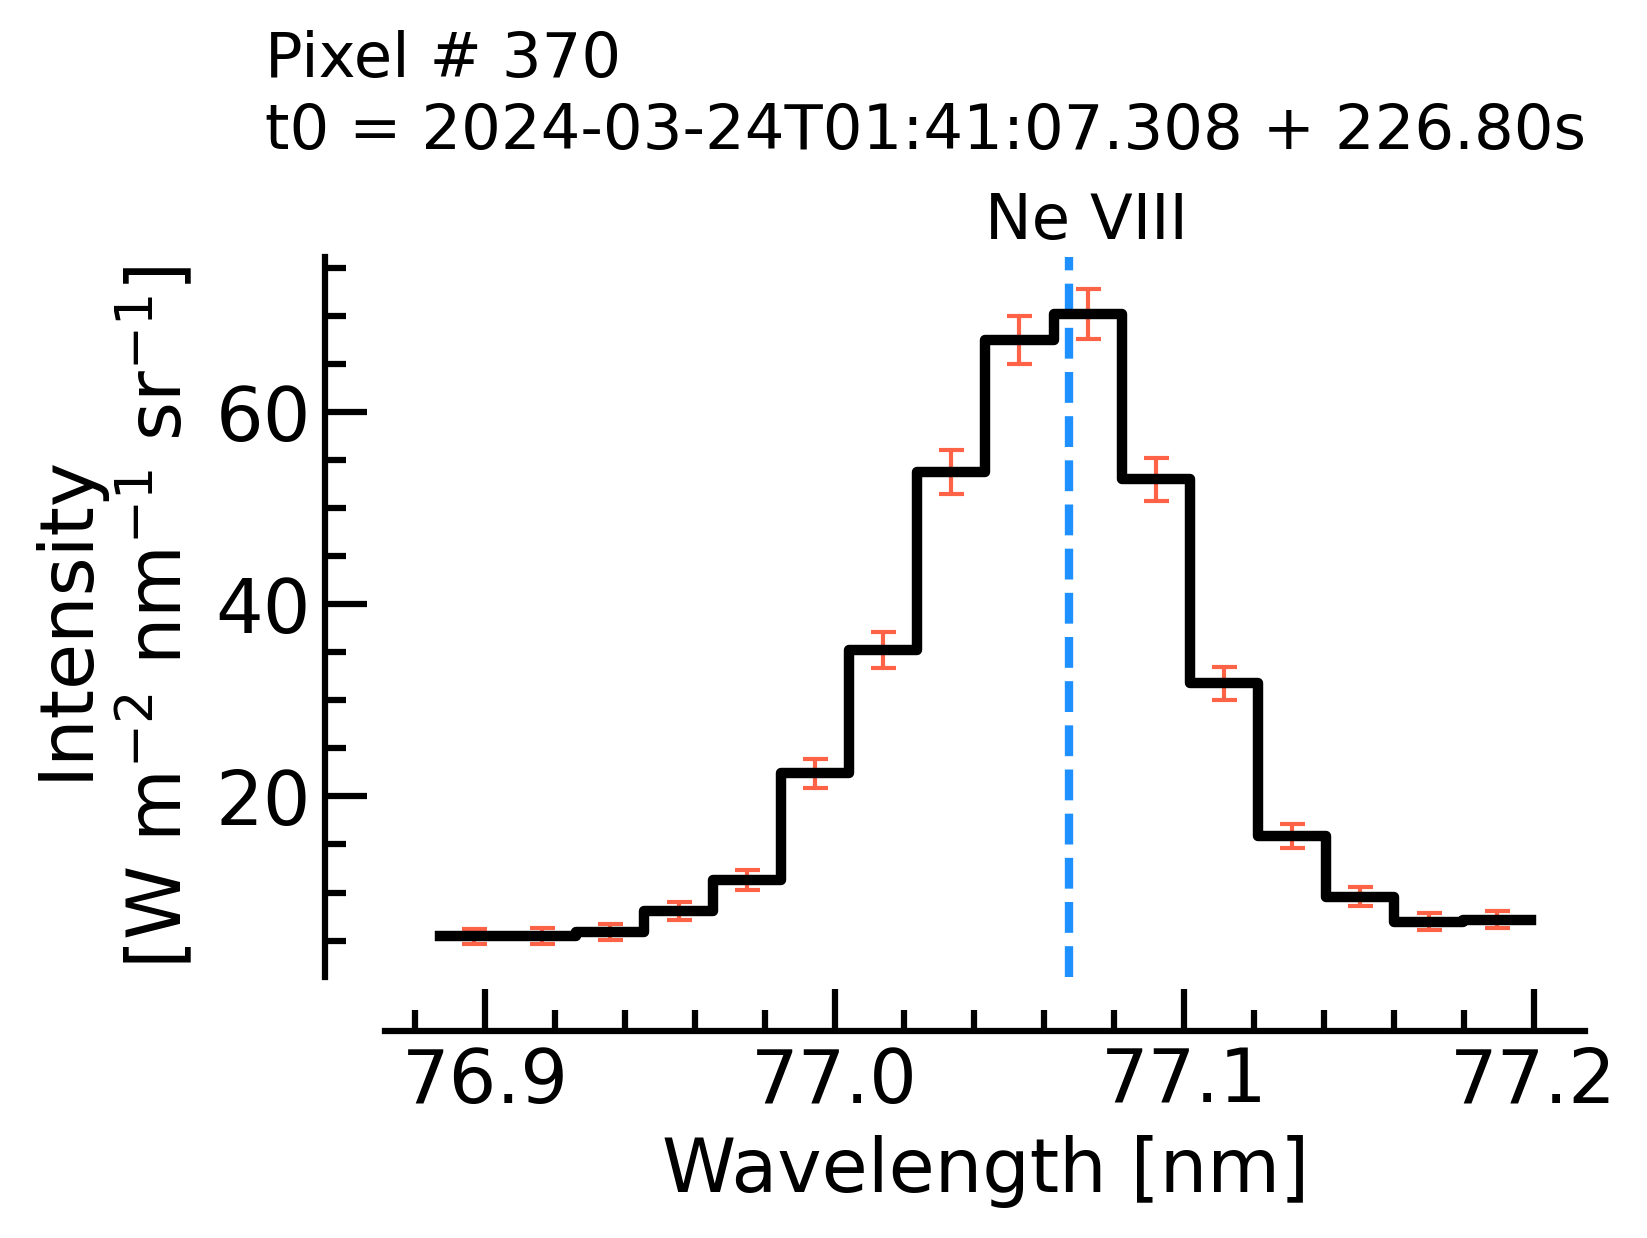 Pixel # 370
t0 = 2024-03-24T01:41:07.308 + 226.80s
Ne VIII
Intensity
[W m⁻² nm⁻¹ sr⁻¹]
60
40
20
76.9 77.0 77.1 77.2
Wavelength [nm]